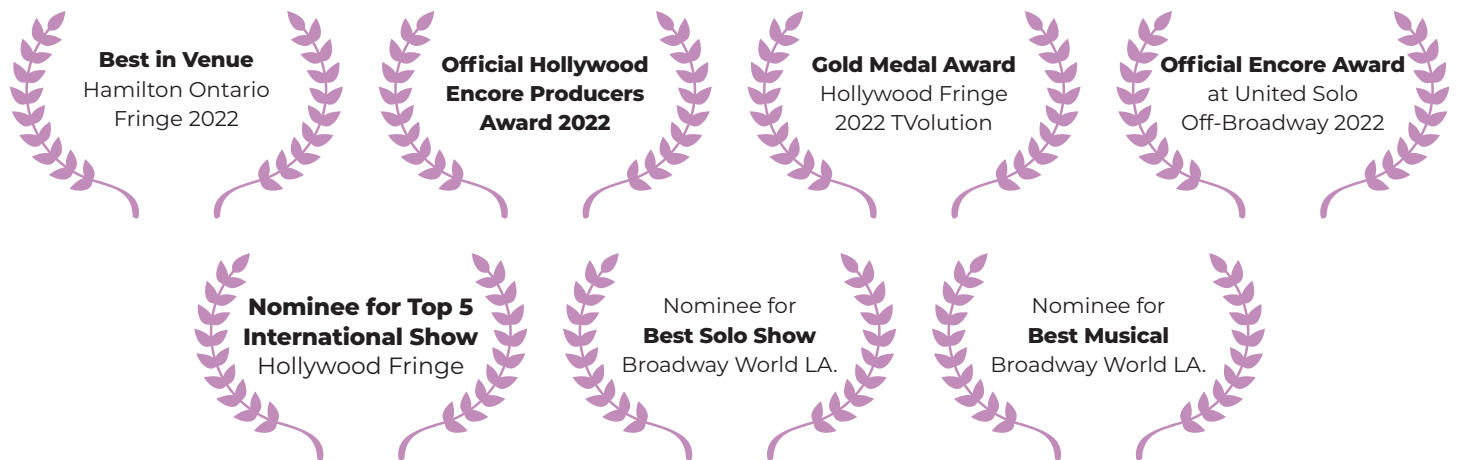 Best in Venue
Hamilton Ontario
Fringe 2022
Official Hollywood
Encore Producers
Award 2022
Gold Medal Award
Hollywood Fringe
2022 TVolution
Official Encore Award
at United Solo
Off-Broadway 2022
Nominee for Top 5
International Show
Hollywood Fringe
Nominee for
Best Solo Show
Broadway World LA.
Nominee for
Best Musical
Broadway World LA.